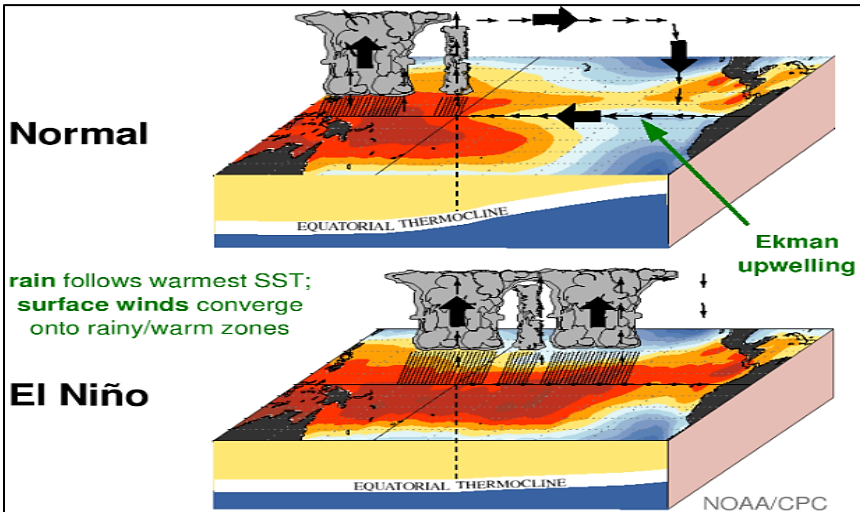 Normal
EQUATORIAL THERMOCLINE
Ekman
upwelling
rain follows warmest SST;
surface winds converge
onto rainy/warm zones
El Niño
EQUATORIAL THERMOCLINE
NOAA/CPC